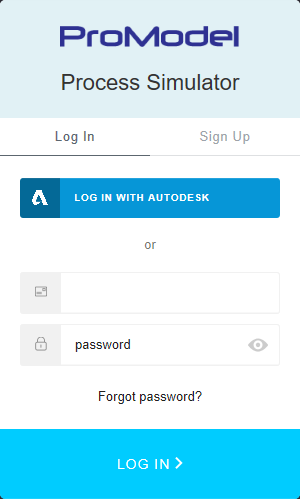 ProModel
Process Simulator
Log In
Sign Up
LOG IN WITH AUTODESK
or
password
Forgot password?
LOG IN